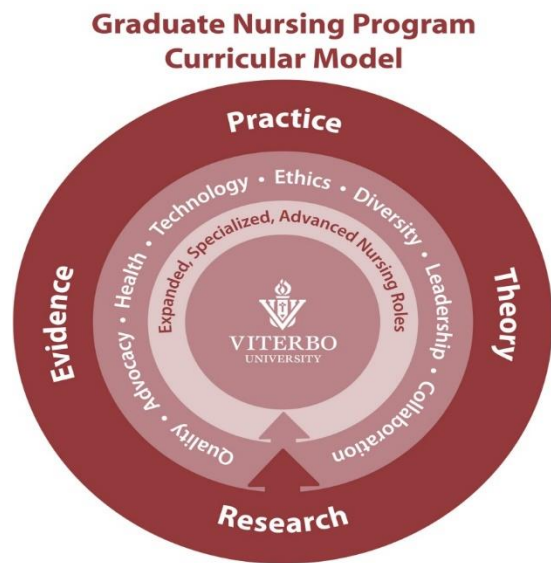 Graduate Nursing Program
Curricular Model
Practice
Evidence
Theory
Research
Quality • Advocacy • Health • Technology • Ethics • Diversity • Leadership • Collaboration
Expanded, Specialized, Advanced Nursing Roles
VITERBO
UNIVERSITY